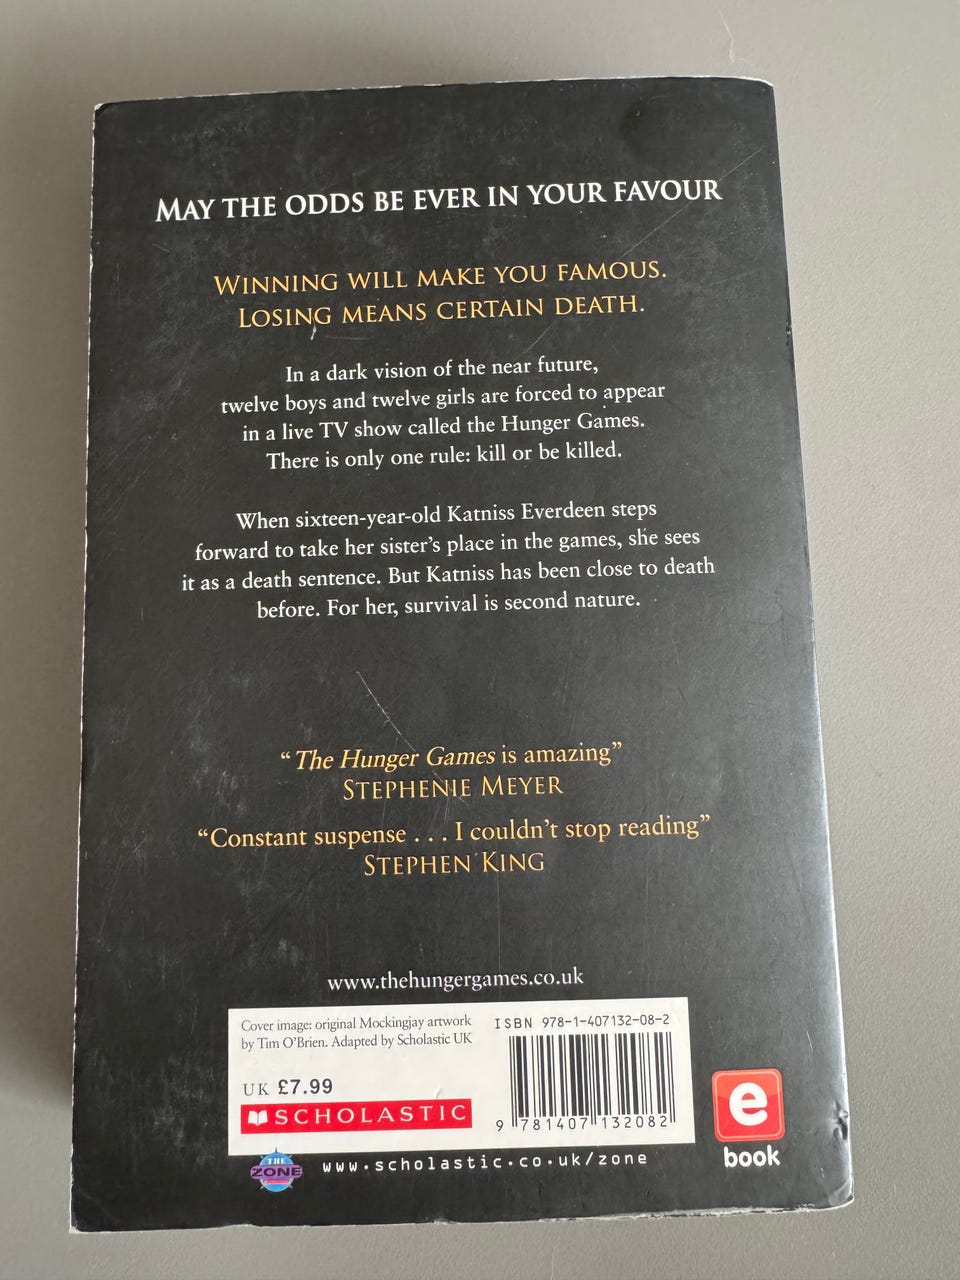 MAY THE ODDS BE EVER IN YOUR FAVOUR
WINNING WILL MAKE YOU FAMOUS.
LOSING MEANS CERTAIN DEATH.
In a dark vision of the near future,
twelve boys and twelve girls are forced to appear
in a live TV show called the Hunger Games.
There is only one rule: kill or be killed.
When sixteen-year-old Katniss Everdeen steps
forward to take her sister's place in the games, she sees
it as a death sentence. But Katniss has been close to death
before. For her, survival is second nature.
“The Hunger Games is amazing”
STEPHENIE MEYER
“Constant suspense . . . I couldn't stop reading”
STEPHEN KING
www.thehungergames.co.uk
Cover image: original Mockingjay artwork
by Tim O'Brien. Adapted by Scholastic UK
UK £7.99
SCHOLASTIC
ISBN 978-1-407132-08-2
9 781407 132082
THE
ZONE
www.scholastic.co.uk/zone
e
book